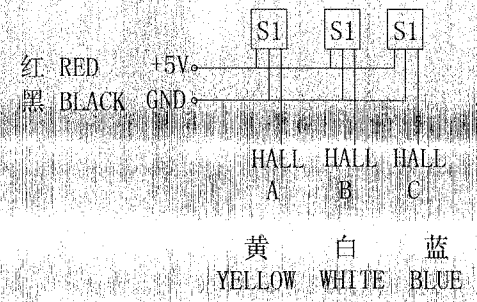 S1 S1 S1
红 RED +5V
黑 BLACK GND
HALL HALL HALL
A B C
黄 白 蓝
YELLOW WHITE BLUE